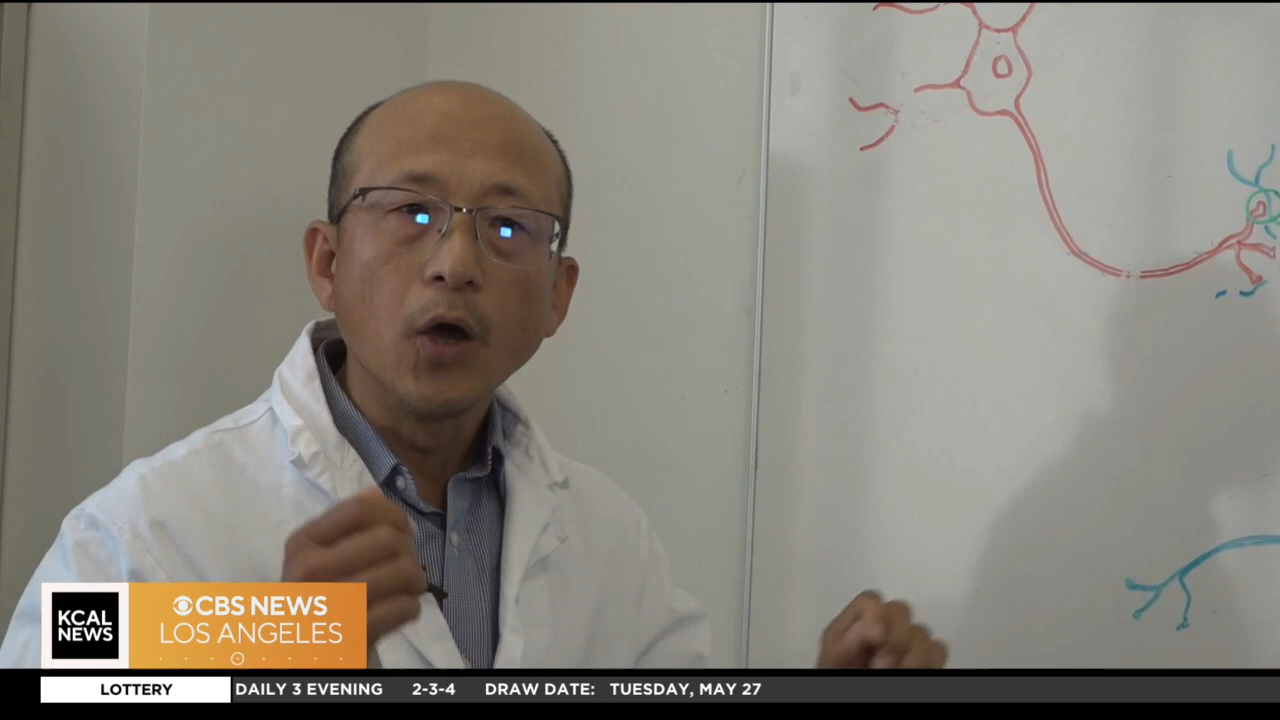 KCAL
NEWS
CBS NEWS
LOS ANGELES
LOTTERY DAILY 3 EVENING 2-3-4 DRAW DATE: TUESDAY, MAY 27